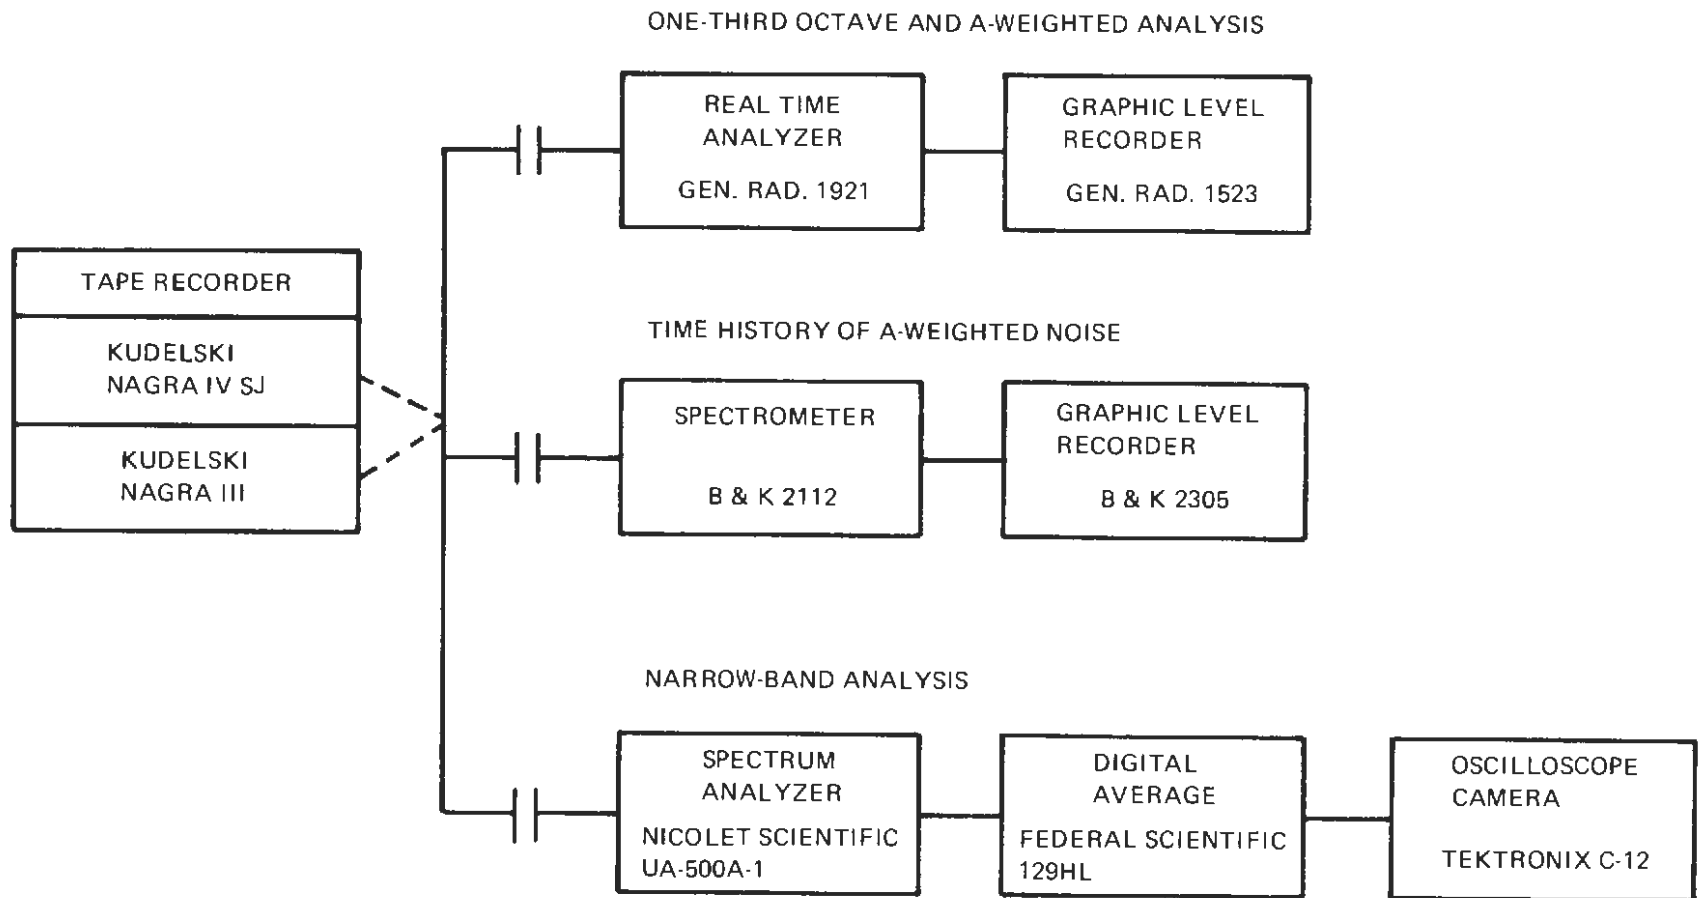 ONE-THIRD OCTAVE AND A-WEIGHTED ANALYSIS
REAL TIME
ANALYZER
GEN. RAD. 1921
GRAPHIC LEVEL
RECORDER
GEN. RAD. 1523
TAPE RECORDER
KUDELSKI
NAGRA IV SJ
KUDELSKI
NAGRA III
TIME HISTORY OF A-WEIGHTED NOISE
SPECTROMETER
B & K 2112
GRAPHIC LEVEL
RECORDER
B & K 2305
NARROW-BAND ANALYSIS
SPECTRUM
ANALYZER
NICOLET SCIENTIFIC
UA-500A-1
DIGITAL
AVERAGE
FEDERAL SCIENTIFIC
129HL
OSCILLOSCOPE
CAMERA
TEKTRONIX C-12